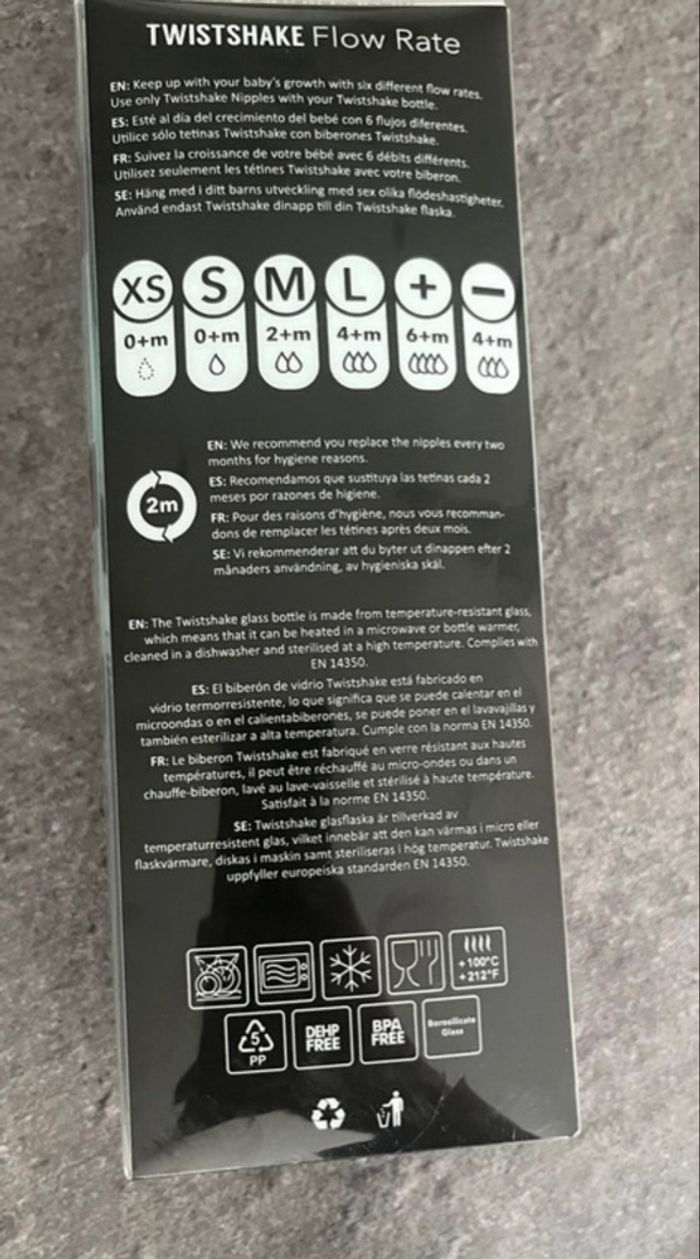 TWISTSHAKE Flow Rate
EN: Keep up with your baby's growth with six different flow rates.
Use only Twistshake Nipples with your Twistshake bottle.
ES: Esté al día del crecimiento del bebé con 6 flujos diferentes.
Utilice sólo tetinas Twistshake con biberones Twistshake.
FR: Suivez la croissance de votre bébé avec 6 débits différents.
Utilisez seulement les tétines Twistshake avec votre biberon.
SE: Häng med i ditt barns utveckling med sex olika flödeshastigheter.
Använd endast Twistshake dinapp till din Twistshake flaska.
XS S M L + −
0+m 0+m 2+m 4+m 6+m 4+m
EN: We recommend you replace the nipples every two
months for hygiene reasons.
ES: Recomendamos que sustituya las tetinas cada 2
meses por razones de higiene.
2m
FR: Pour des raisons d'hygiène, nous vous recomman-
dons de remplacer les tétines après deux mois.
SE: Vi rekommenderar att du byter ut dinappen efter 2
månaders användning, av hygieniska skäl.
EN: The Twistshake glass bottle is made from temperature-resistant glass,
which means that it can be heated in a microwave or bottle warmer,
cleaned in a dishwasher and sterilised at a high temperature. Complies with
EN 14350.
ES: El biberón de vidrio Twistshake está fabricado en
vidrio termorresistente, lo que significa que se puede calentar en el
microondas o en el calientabiberones, se puede poner en el lavavajillas y
también esterilizar a alta temperatura. Cumple con la norma EN 14350.
FR: Le biberon Twistshake est fabriqué en verre résistant aux hautes
températures, il peut être réchauffé au micro-ondes ou dans un
chauffe-biberon, lavé au lave-vaisselle et stérilisé à haute température.
Satisfait à la norme EN 14350.
SE: Twistshake glasflaska är tillverkad av
temperaturresistent glas, vilket innebär att den kan värmas i micro eller
flaskvärmare, diskas i maskin samt steriliseras i hög temperatur. Twistshake
uppfyller europeiska standarden EN 14350.
+100°C
+212°F
5
PP
DEHP
FREE
BPA
FREE
Borosilicate
Glass